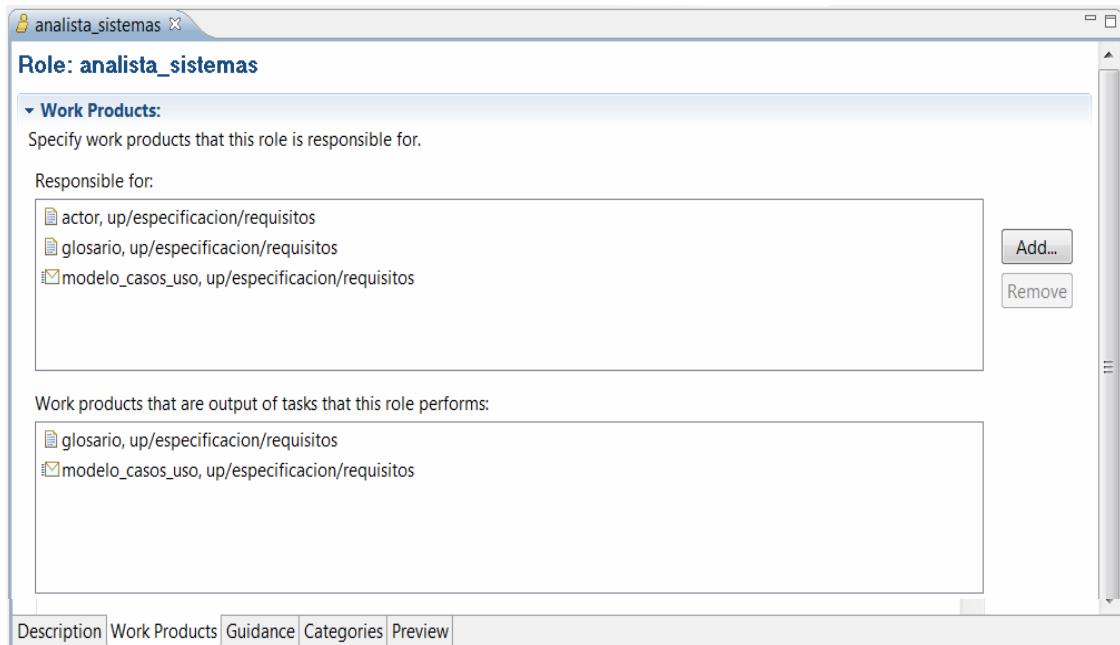 analista_sistemas
Role: analista_sistemas
Work Products:
Specify work products that this role is responsible for.
Responsible for:
actor, up/especificacion/requisitos
glosario, up/especificacion/requisitos
modelo_casos_uso, up/especificacion/requisitos
Add...
Remove
Work products that are output of tasks that this role performs:
glosario, up/especificacion/requisitos
modelo_casos_uso, up/especificacion/requisitos
Description Work Products Guidance Categories Preview